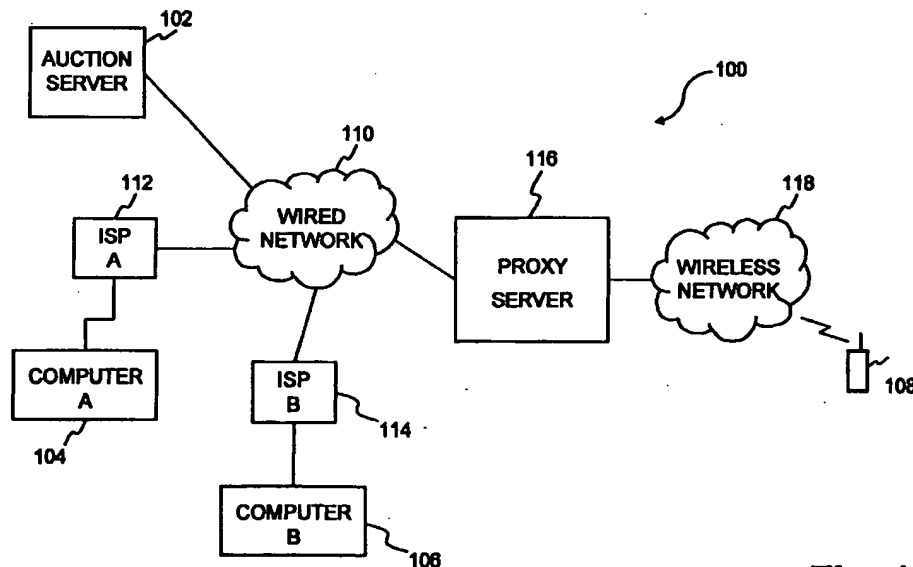 102
AUCTION
SERVER
100
110
116
118
112
ISP
A
WIRED
NETWORK
PROXY
SERVER
WIRELESS
NETWORK
COMPUTER
A
104
ISP
B
114
108
COMPUTER
B
106